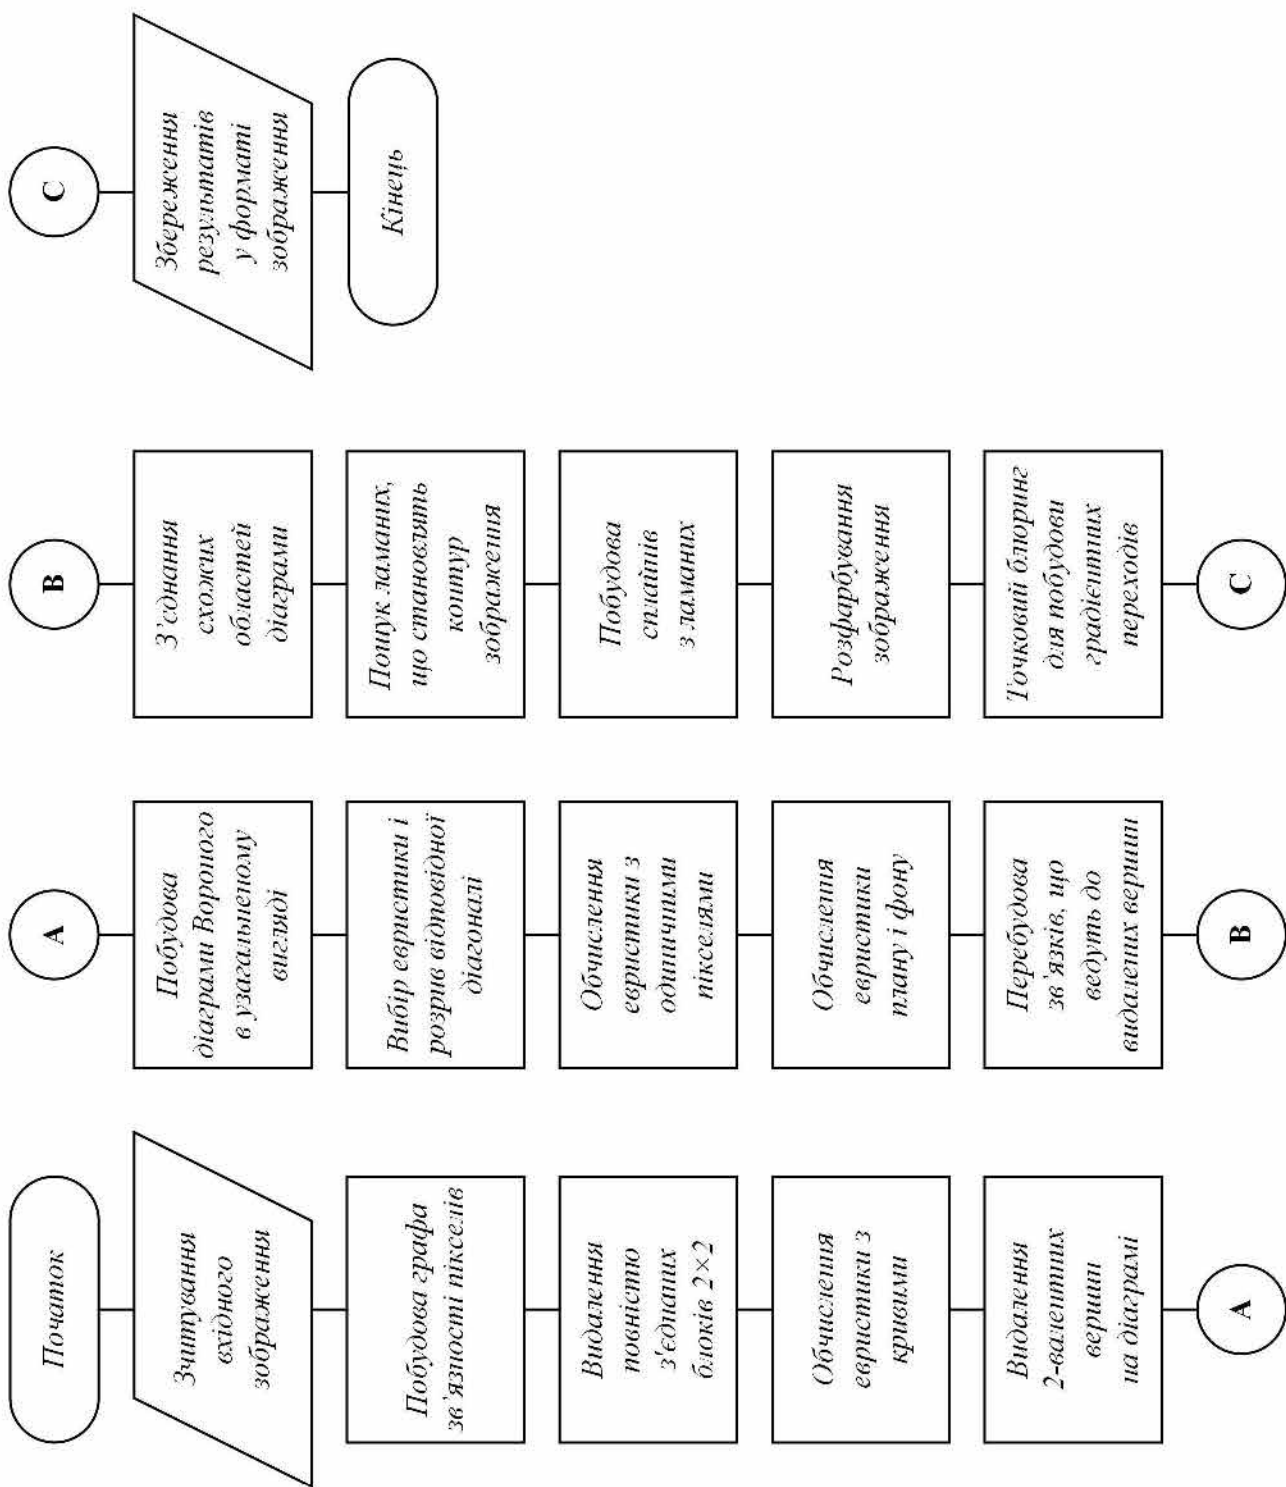 Початок
Зчитування
вхідного
зображення
Побудова графа
зв’язності пікселів
Видалення
повністю
з'єднаних
блоків 2×2
Обчислення
евристики з
кривими
Видалення
2-валентних
вершин
на діаграмі
А
А
Побудова
діаграми Вороного
в узагальненому
вигляді
Вибір евристики і
розрив відповідної
діагоналі
Обчислення
евристики з
одиничними
пікселями
Обчислення
евристики
плану і фону
Перебудова
зв’язків, що
ведуть до
видалених вершин
В
В
З’єднання
схожих
областей
діаграми
Пошук ламаних,
що становлять
контур
зображення
Побудова
сплайнів
з ламаних
Розфарбування
зображення
Точковий блюринг
для побудови
градієнтних
переходів
С
С
Збереження
результатів
у форматі
зображення
Кінець